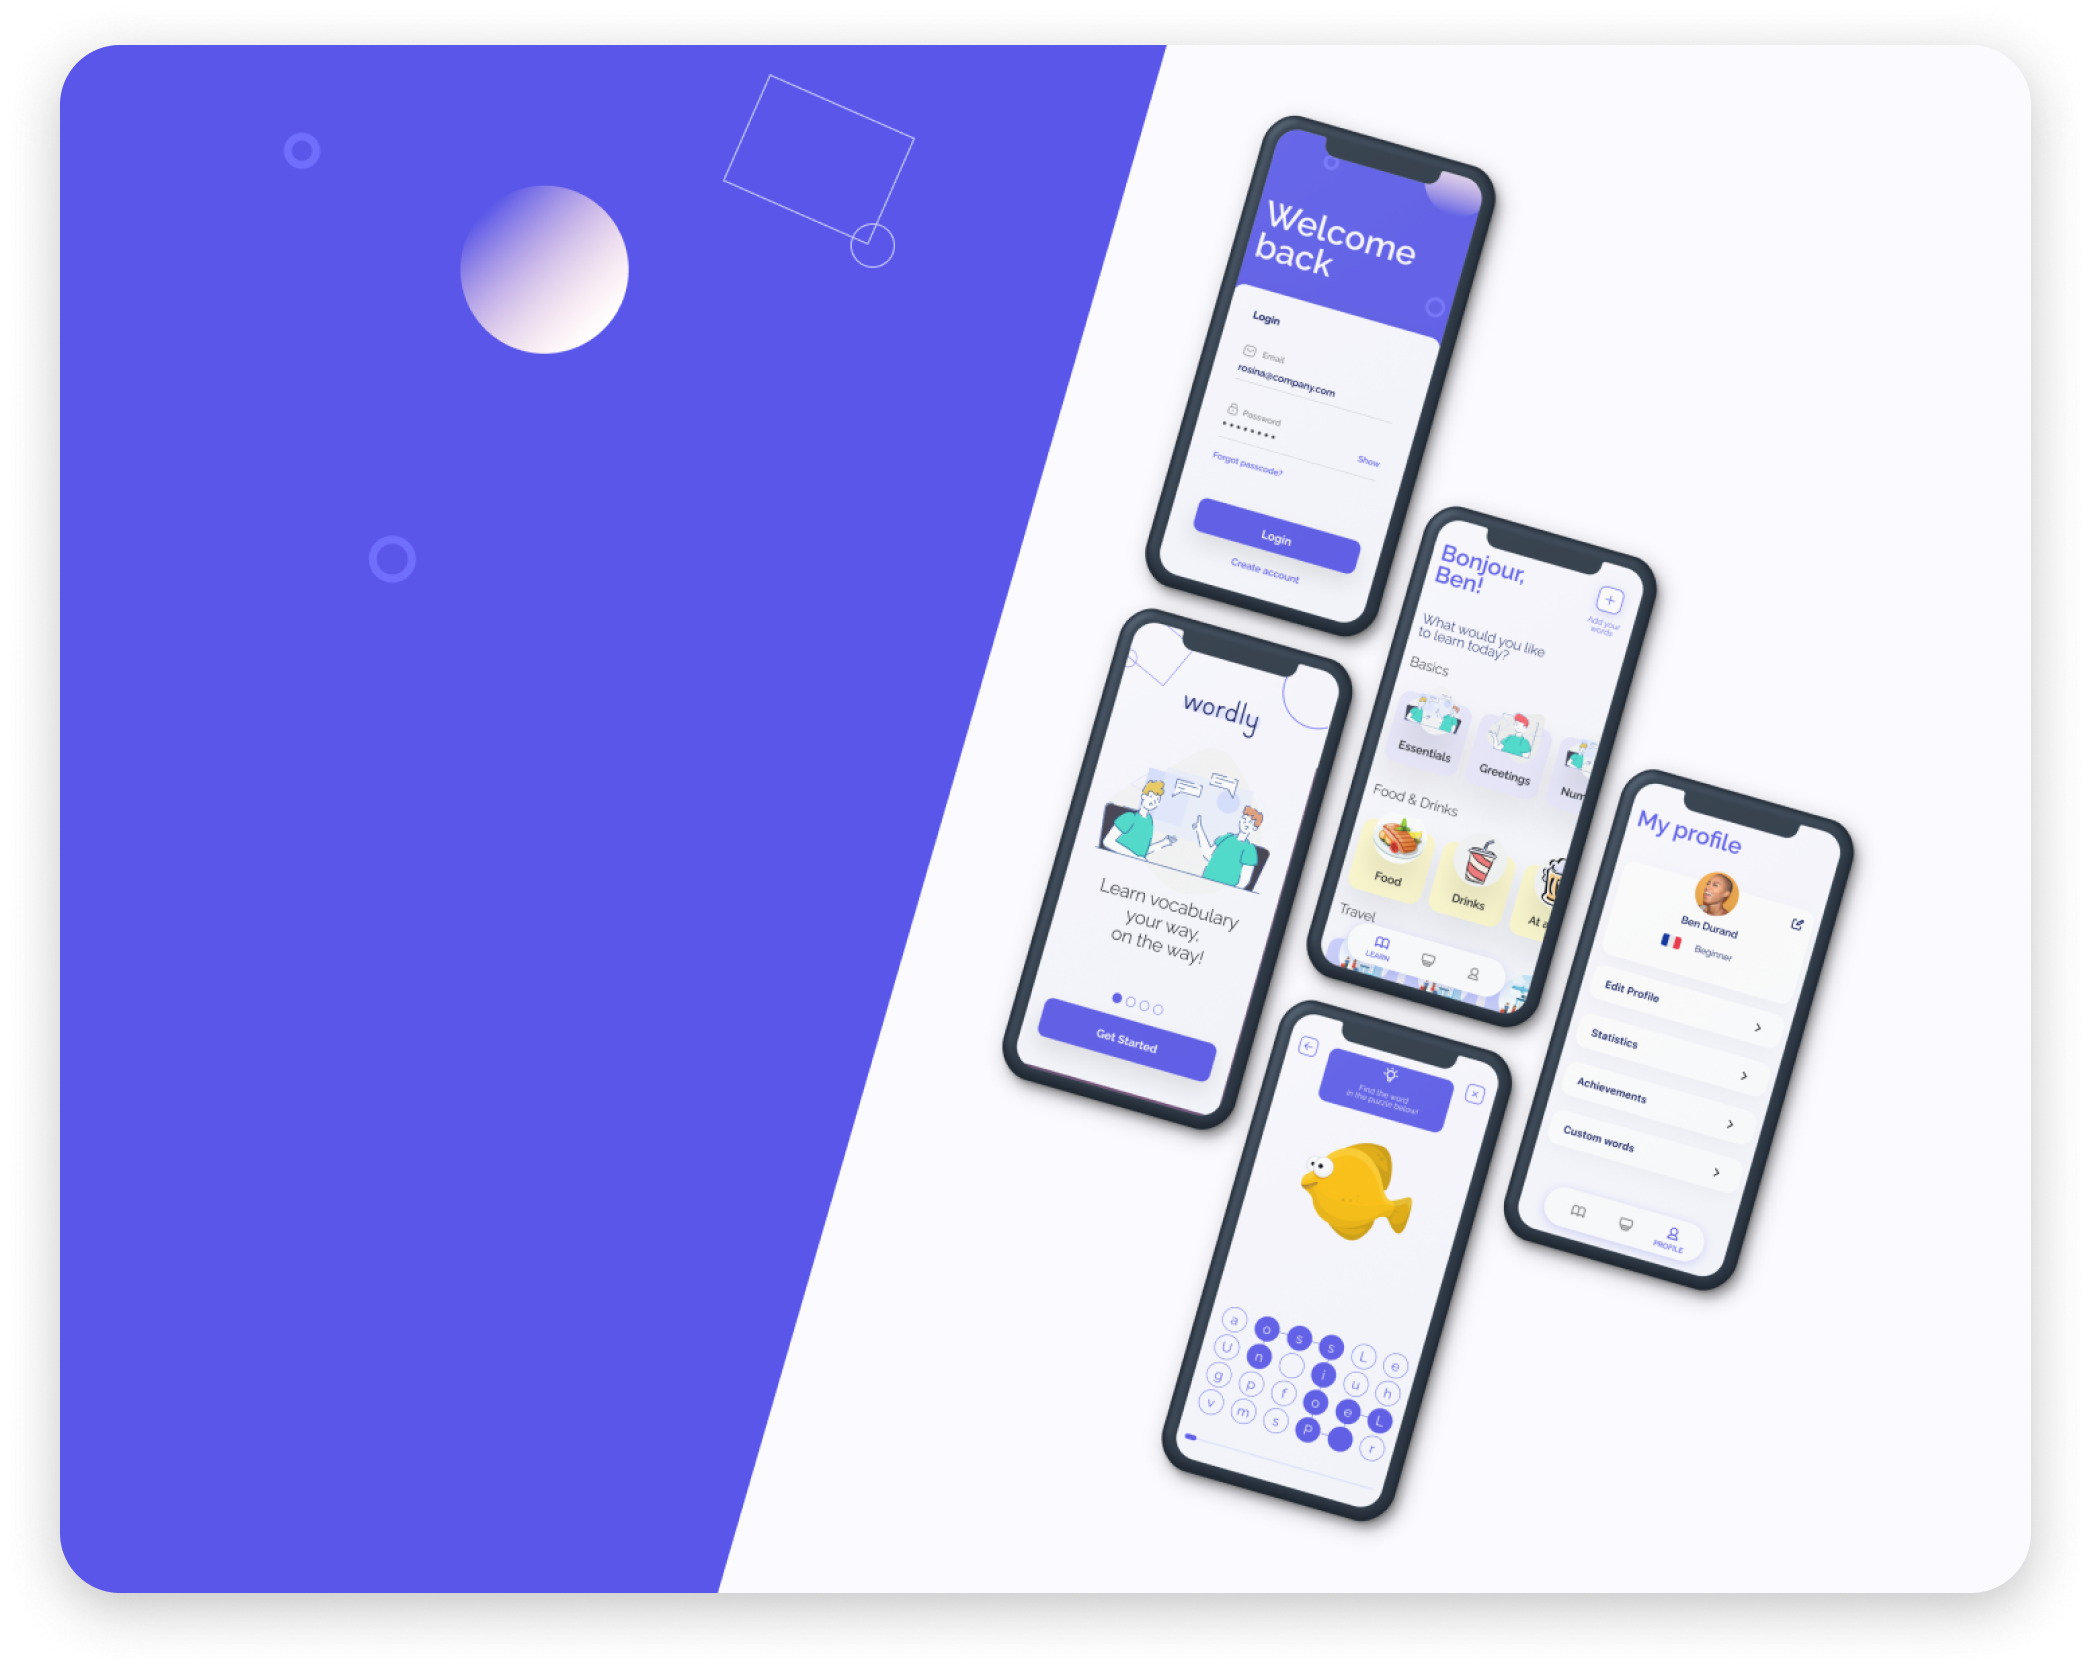 Welcome
back
Login
Email
rosina@company.com
Password
Show
Forgot passcode?
Login
Create account
Bonjour,
Ben!
Add your
words
What would you like
to learn today?
Basics
Essentials
Greetings
Num
Food & Drinks
Food
Drinks
At a
Travel
LEARN
wordly
Learn vocabulary
your way,
on the way!
Get Started
My profile
Ben Durand
Beginner
Edit Profile
Statistics
Achievements
Custom words
PROFILE
Find the word
in the puzzle below!
a o s s L e
U n i u h
g p f o e L
v m s P r